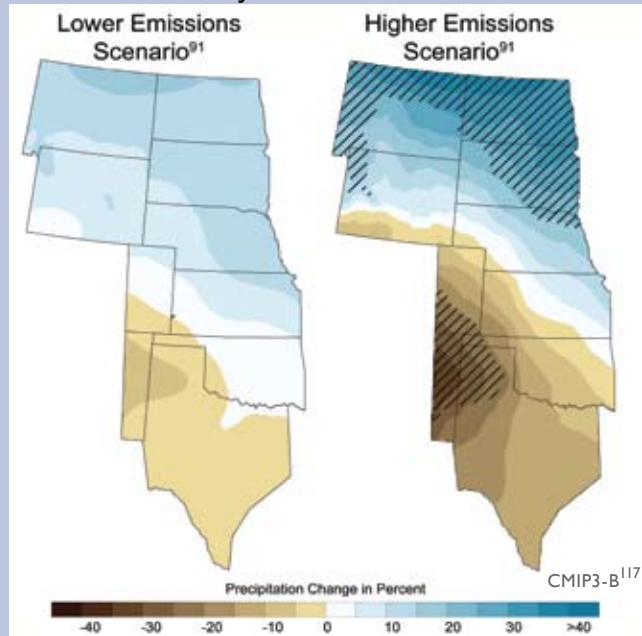 Lower Emissions
Scenario91
Higher Emissions
Scenario91
CMIP3-B117
Precipitation Change in Percent
-40 -30 -20 -10 0 10 20 30 >40